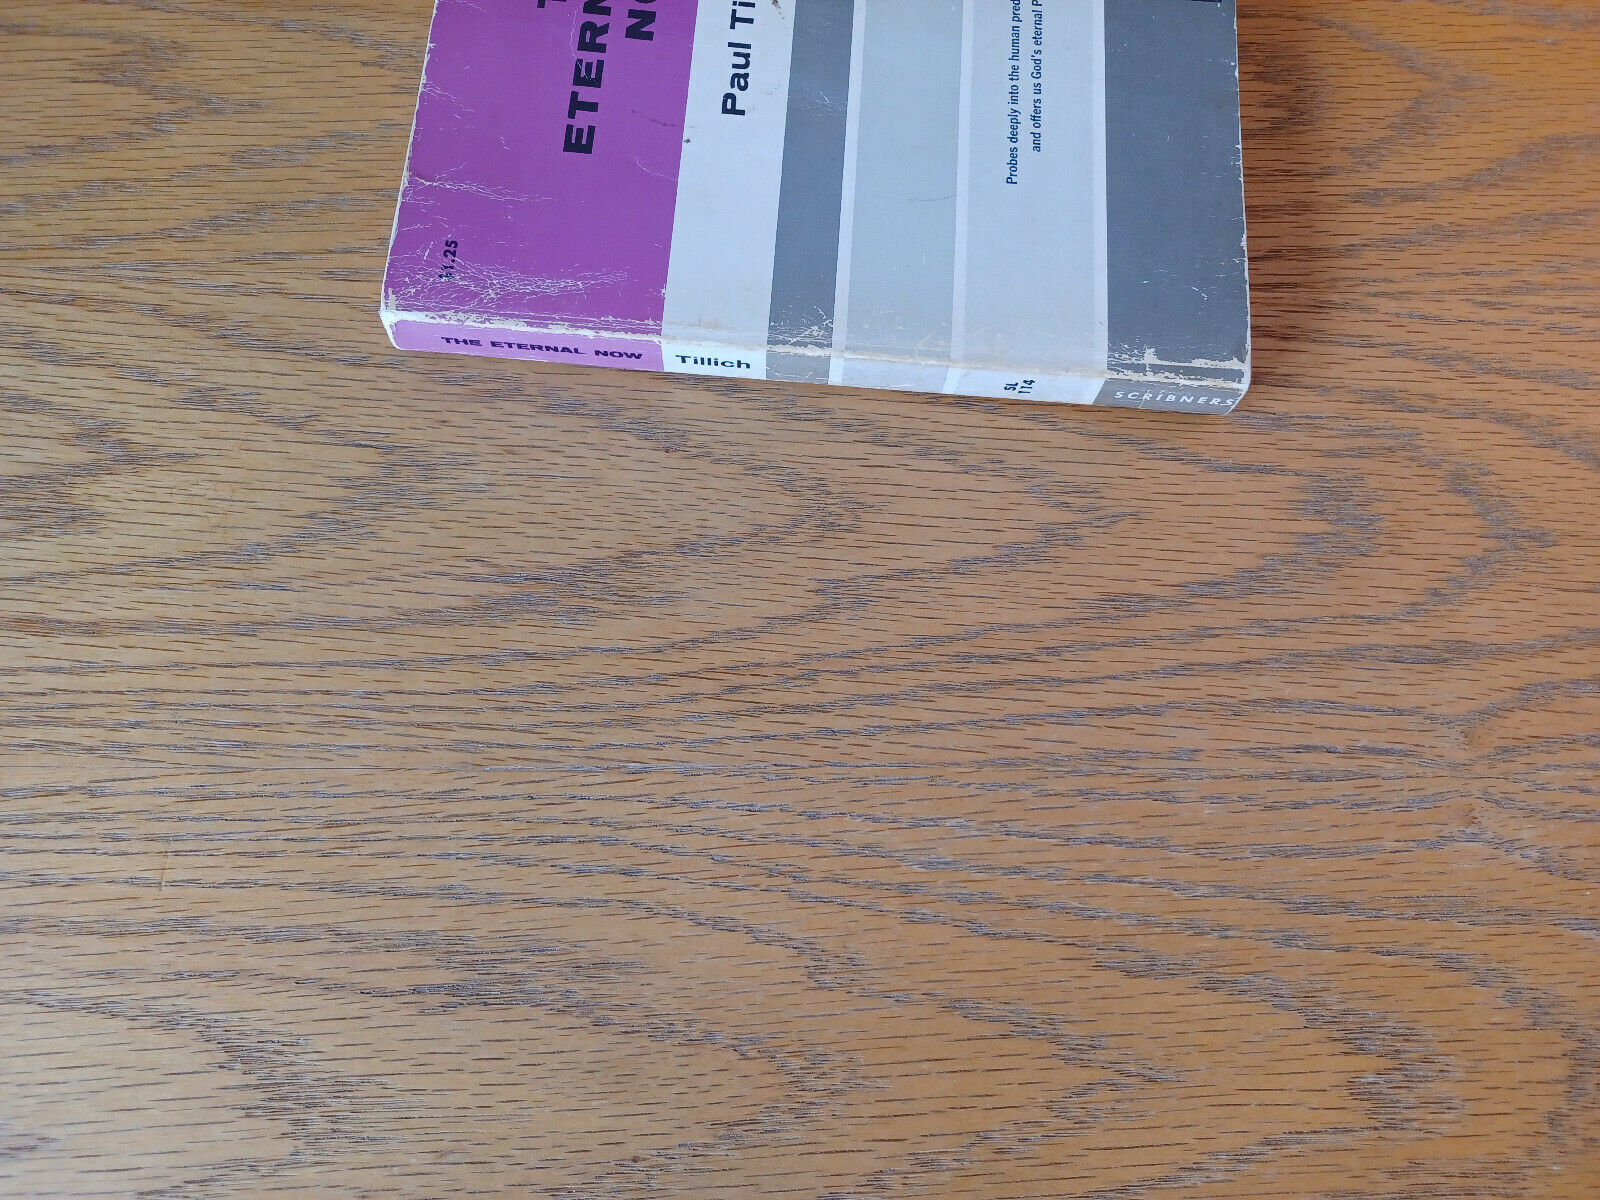 ETERN
Paul Ti
Probes deeply into the human pred
and offers us God's eternal P
$1.25
THE ETERNAL NOW
Tillich
SL
114
SCRIBNERS